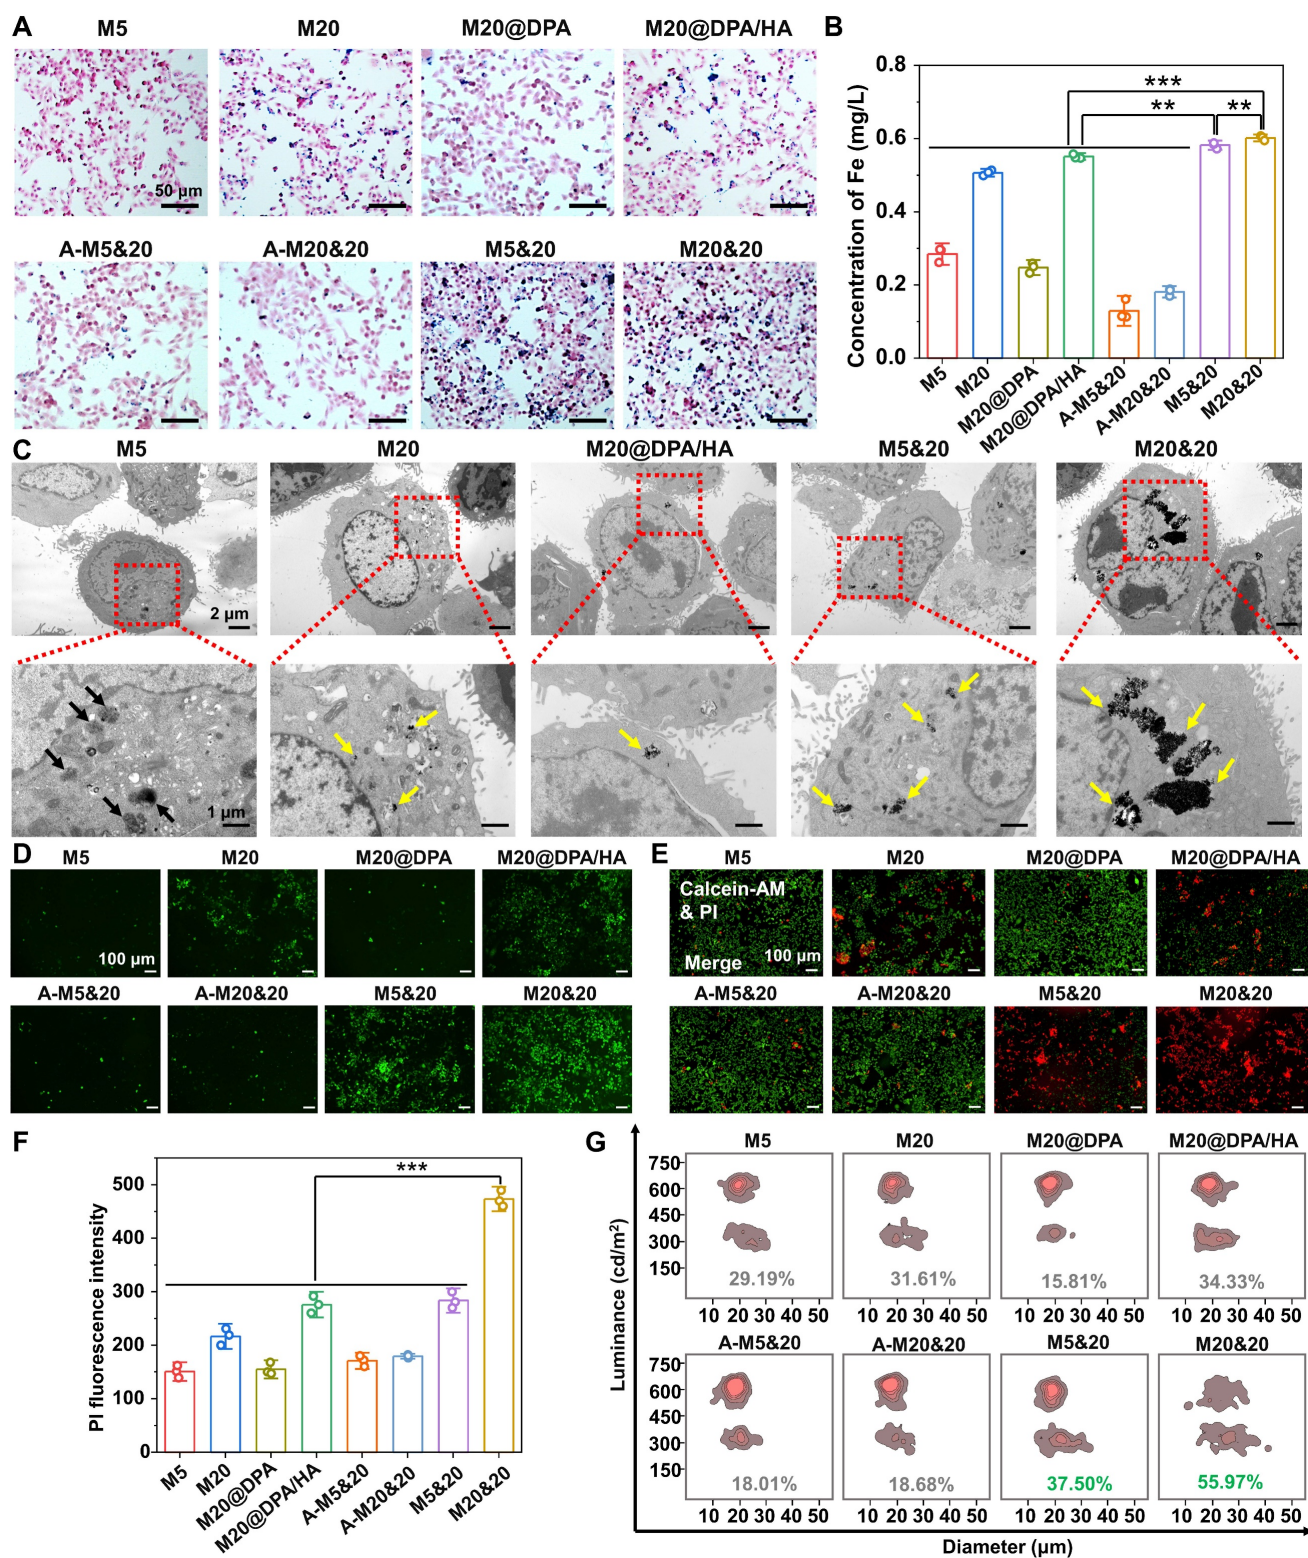 A
M5
M20
M20@DPA
M20@DPA/HA
50 μm
A-M5&20
A-M20&20
M5&20
M20&20
B
Concentration of Fe (mg/L)
0.8
0.6
0.4
0.2
0.0
***
**
**
M5
M20
M20@DPA
M20@DPA/HA
A-M5&20
A-M20&20
M5&20
M20&20
C
M5
M20
M20@DPA/HA
M5&20
M20&20
2 μm
1 μm
D
M5
M20
M20@DPA
M20@DPA/HA
100 μm
A-M5&20
A-M20&20
M5&20
M20&20
E
M5
M20
M20@DPA
M20@DPA/HA
Calcein-AM
& PI
Merge
100 μm
A-M5&20
A-M20&20
M5&20
M20&20
F
PI fluorescence intensity
500
400
300
200
100
0
***
M5
M20
M20@DPA
M20@DPA/HA
A-M5&20
A-M20&20
M5&20
M20&20
G
Luminance (cd/m²)
M5
M20
M20@DPA
M20@DPA/HA
750
600
450
300
150
29.19%
31.61%
15.81%
34.33%
10 20 30 40 50
10 20 30 40 50
10 20 30 40 50
10 20 30 40 50
A-M5&20
A-M20&20
M5&20
M20&20
750
600
450
300
150
18.01%
18.68%
37.50%
55.97%
10 20 30 40 50
10 20 30 40 50
10 20 30 40 50
10 20 30 40 50
Diameter (μm)